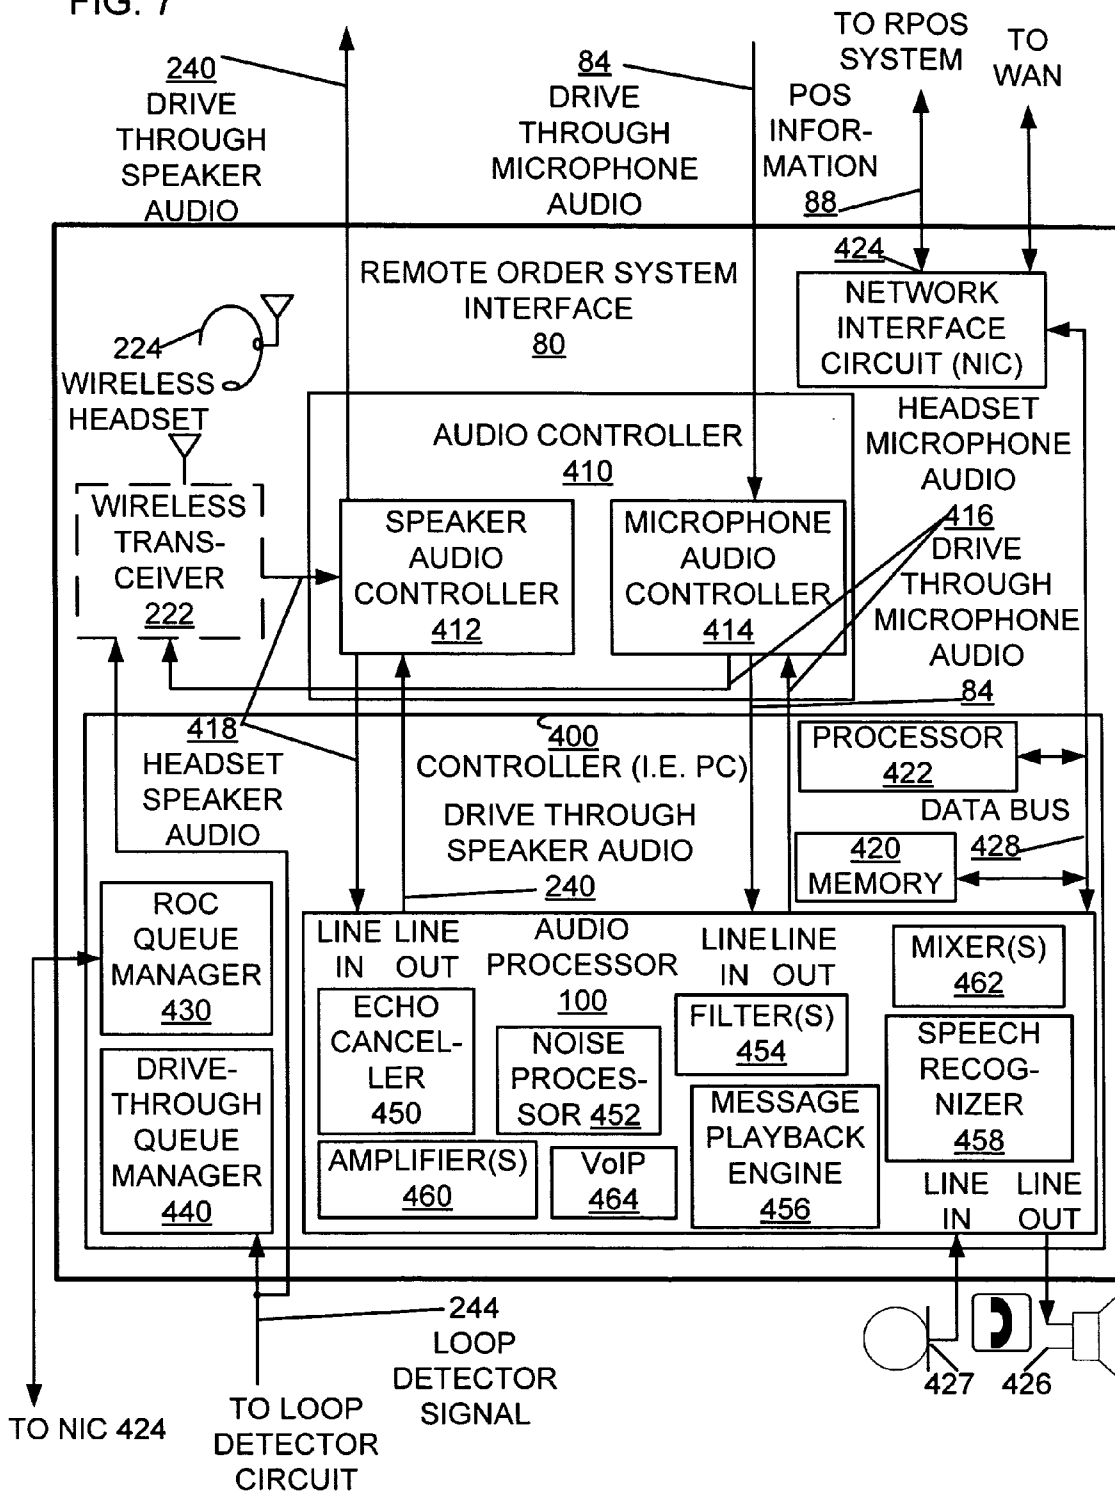 FIG. 7
TO RPOS
SYSTEM
TO
WAN
240
DRIVE
THROUGH
SPEAKER
AUDIO
84
DRIVE
THROUGH
MICROPHONE
AUDIO
POS
INFOR-
MATION
88
REMOTE ORDER SYSTEM
INTERFACE
80
424
NETWORK
INTERFACE
CIRCUIT (NIC)
224
WIRELESS
HEADSET
AUDIO CONTROLLER
410
HEADSET
MICROPHONE
AUDIO
416
WIRELESS
TRANS-
CEIVER
222
SPEAKER
AUDIO
CONTROLLER
412
MICROPHONE
AUDIO
CONTROLLER
414
DRIVE
THROUGH
MICROPHONE
AUDIO
84
418
HEADSET
SPEAKER
AUDIO
400
CONTROLLER (I.E. PC)
PROCESSOR
422
DATA BUS
428
DRIVE THROUGH
SPEAKER AUDIO
240
420
MEMORY
ROC
QUEUE
MANAGER
430
LINE
IN
LINE
OUT
AUDIO
PROCESSOR
100
LINE
IN
LINE
OUT
MIXER(S)
462
ECHO
CANCEL-
LER
450
NOISE
PROCES-
SOR 452
FILTER(S)
454
SPEECH
RECOG-
NIZER
458
DRIVE-
THROUGH
QUEUE
MANAGER
440
AMPLIFIER(S)
460
VoIP
464
MESSAGE
PLAYBACK
ENGINE
456
LINE
IN
LINE
OUT
244
LOOP
DETECTOR
SIGNAL
427
426
TO NIC 424
TO LOOP
DETECTOR
CIRCUIT